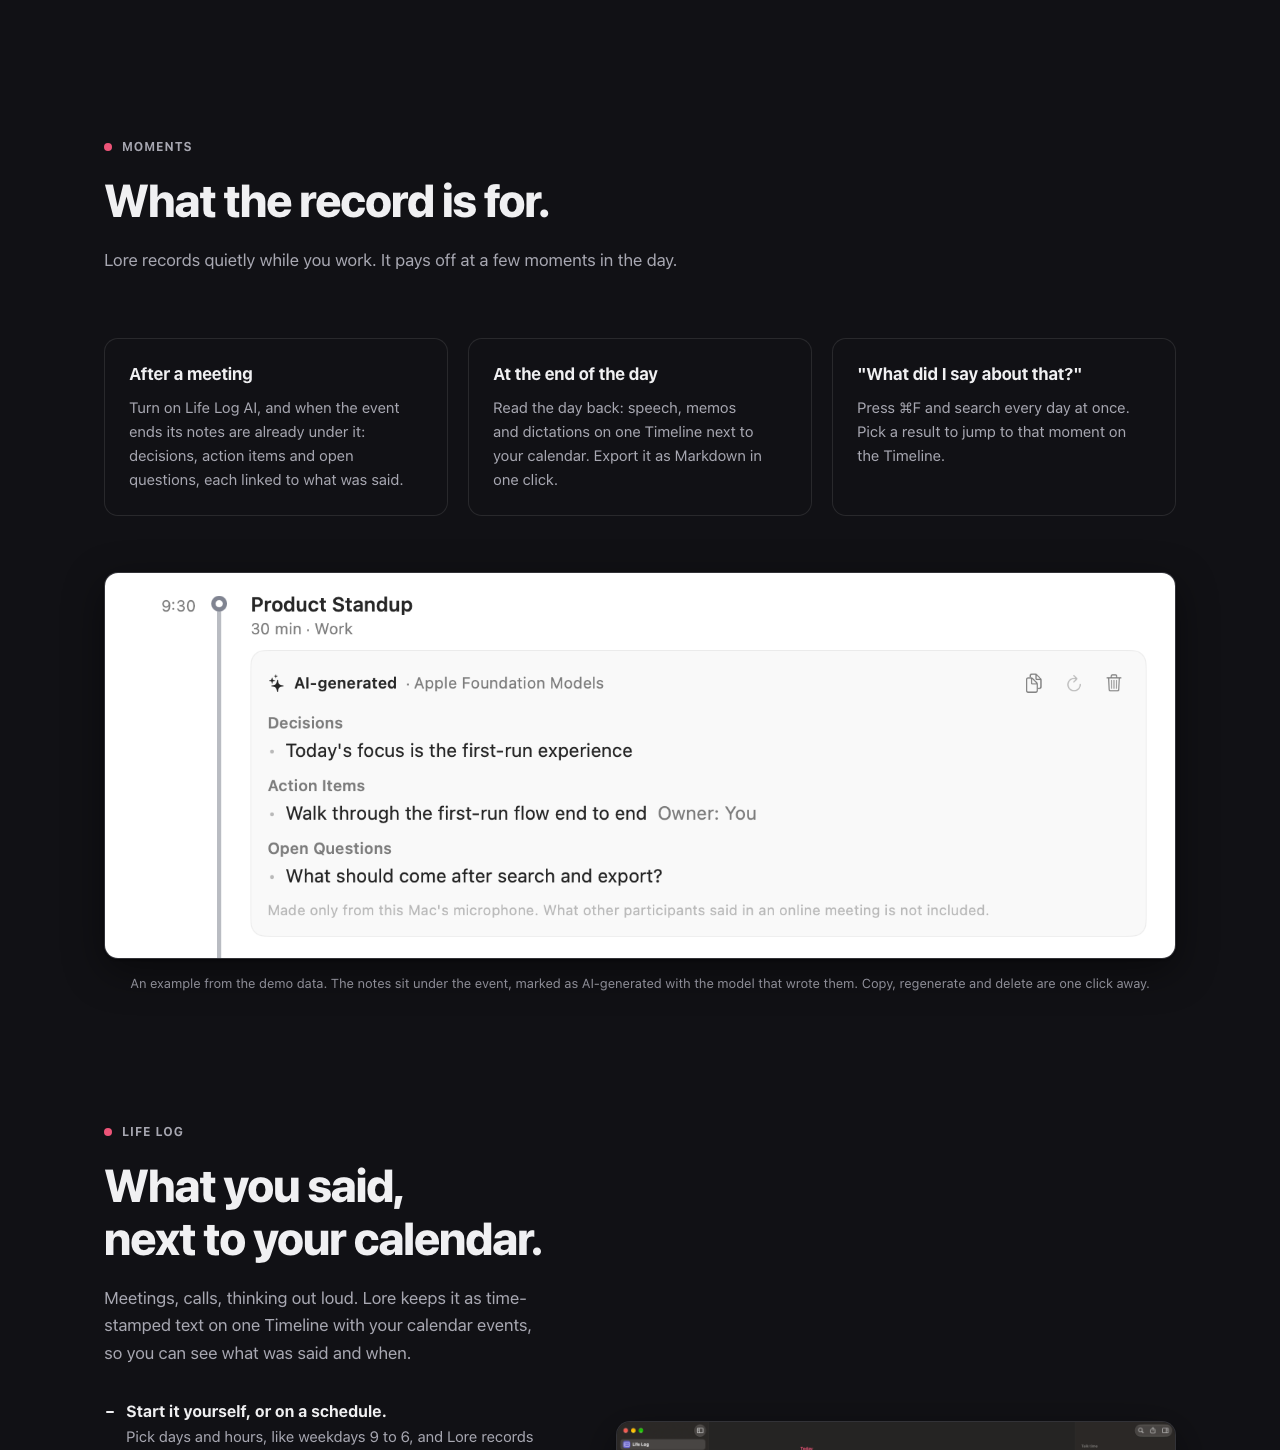 MOMENTS
What the record is for.
Lore records quietly while you work. It pays off at a few moments in the day.
After a meeting
Turn on Life Log AI, and when the event
ends its notes are already under it:
decisions, action items and open
questions, each linked to what was said.
At the end of the day
Read the day back: speech, memos
and dictations on one Timeline next to
your calendar. Export it as Markdown in
one click.
"What did I say about that?"
Press ⌘F and search every day at once.
Pick a result to jump to that moment on
the Timeline.
9:30
Product Standup
30 min · Work
AI-generated · Apple Foundation Models
Decisions
• Today's focus is the first-run experience
Action Items
• Walk through the first-run flow end to end Owner: You
Open Questions
• What should come after search and export?
Made only from this Mac's microphone. What other participants said in an online meeting is not included.
An example from the demo data. The notes sit under the event, marked as AI-generated with the model that wrote them. Copy, regenerate and delete are one click away.
LIFE LOG
What you said,
next to your calendar.
Meetings, calls, thinking out loud. Lore keeps it as time-
stamped text on one Timeline with your calendar events,
so you can see what was said and when.
– Start it yourself, or on a schedule.
Pick days and hours, like weekdays 9 to 6, and Lore records
Life Log
Today